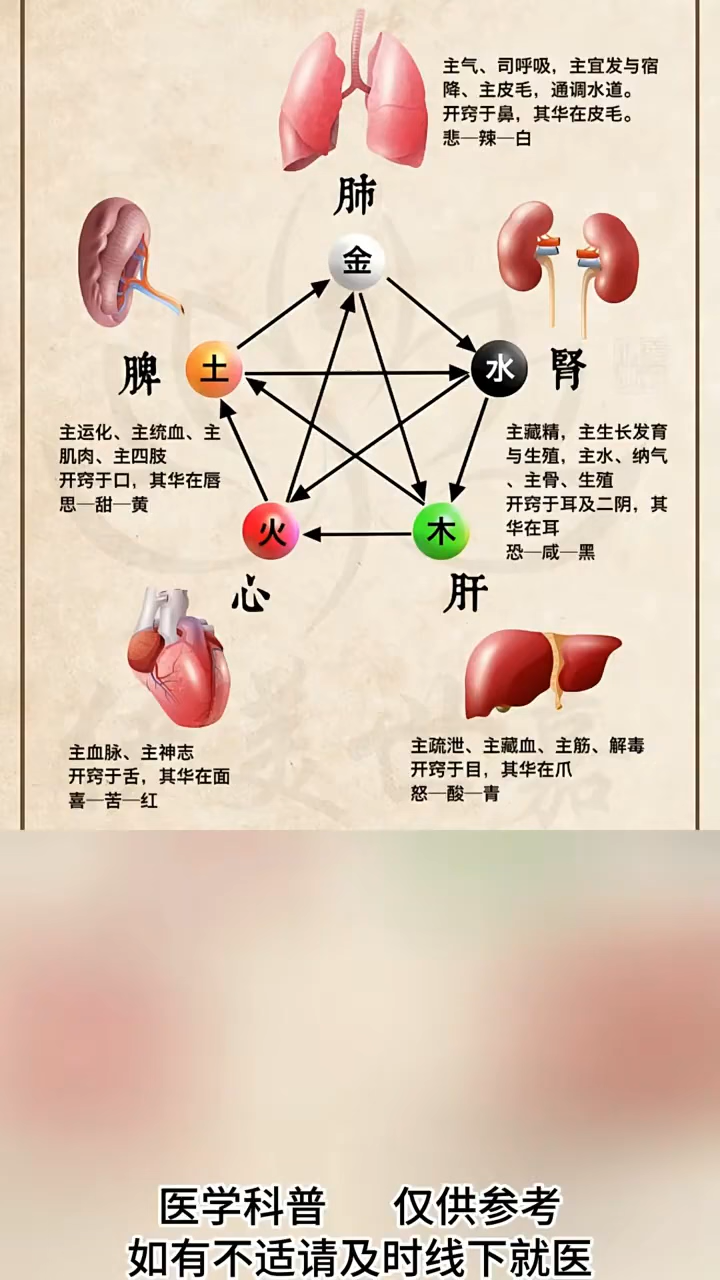 主气、司呼吸，主宜发与宿
降、主皮毛，通调水道。
开窍于鼻，其华在皮毛。
悲—辣—白
肺
金
脾
土
水
肾
主运化、主统血、主
肌肉、主四肢
开窍于口，其华在唇
思—甜—黄
主藏精，主生长发育
与生殖，主水、纳气
、主骨、生殖
开窍于耳及二阴，其
华在耳
恐—咸—黑
火
木
心
肝
主血脉、主神志
开窍于舌，其华在面
喜—苦—红
主疏泄、主藏血、主筋、解毒
开窍于目，其华在爪
怒—酸—青
医学科普 仅供参考
如有不适请及时线下就医